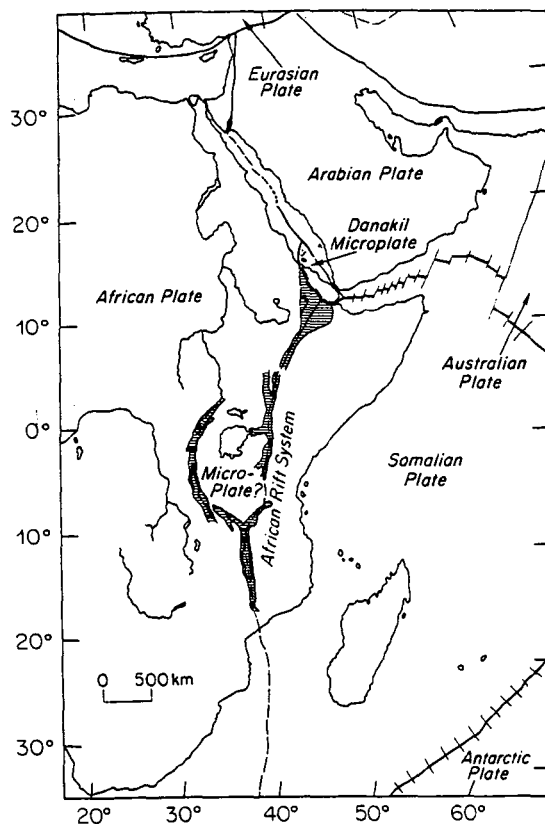 Eurasian
Plate
30°
Arabian Plate
20°
Danakil
Microplate
African Plate
10°
Australian
Plate
0°
African Rift System
Somalian
Plate
Micro-
Plate?
10°
20°
0 500 km
30°
Antarctic
Plate
20° 30° 40° 50° 60°